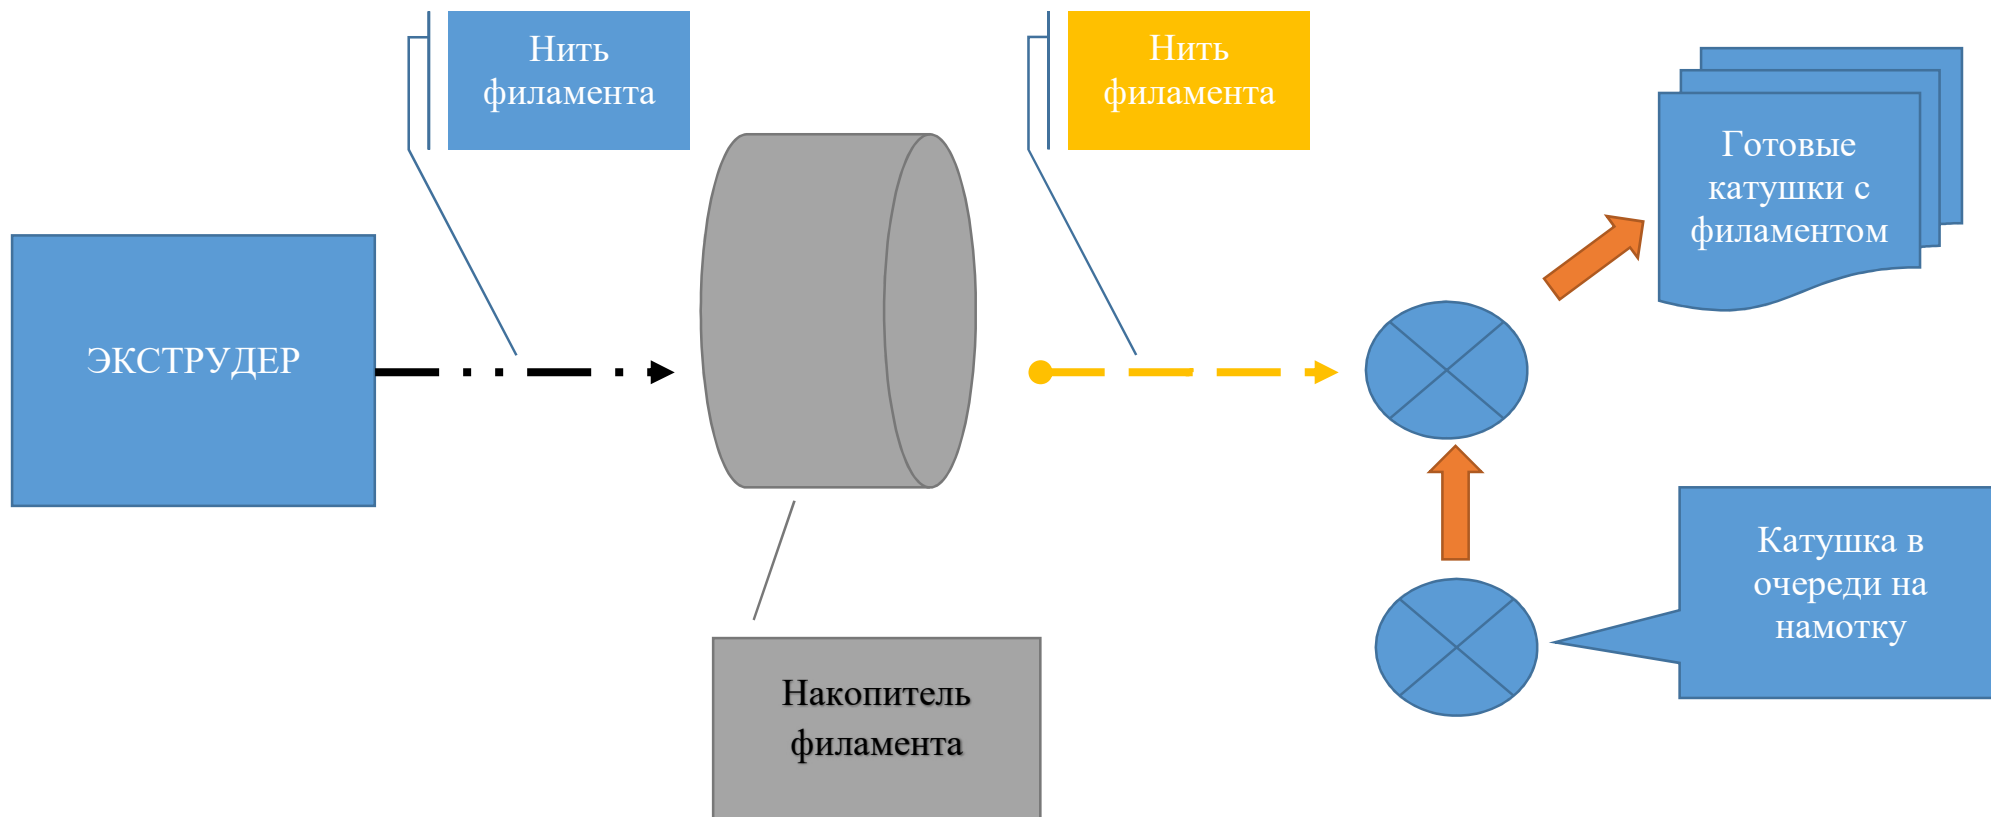 Нить
филамента
Нить
филамента
Готовые
катушки с
филаментом
ЭКСТРУДЕР
Катушка в
очереди на
намотку
Накопитель
филамента